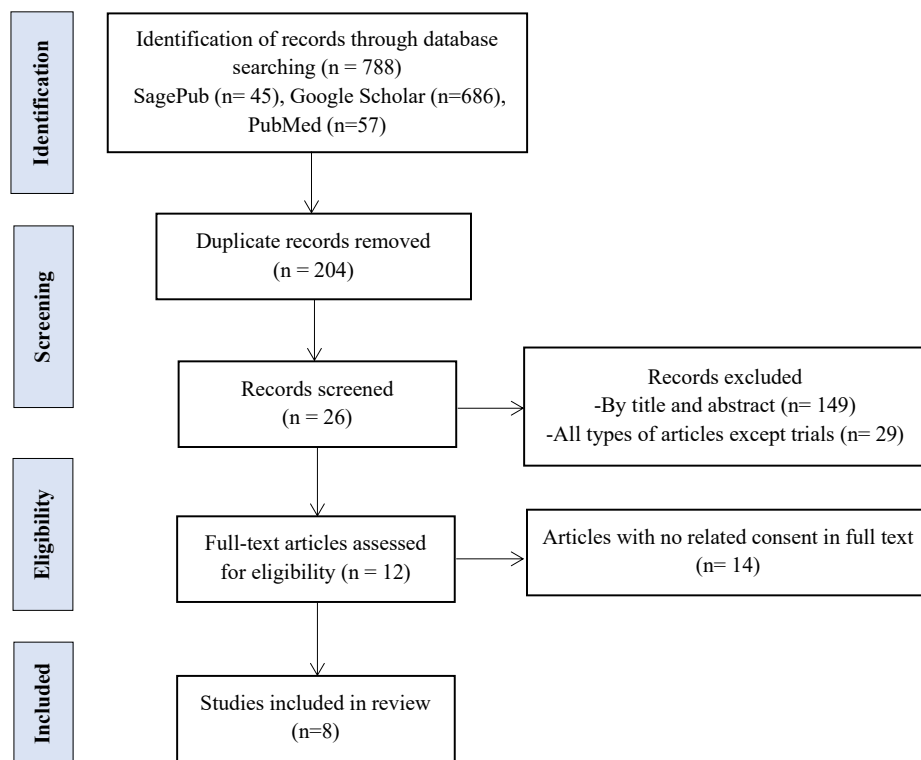 Identification
Identification of records through database
searching (n = 788)
SagePub (n= 45), Google Scholar (n=686),
PubMed (n=57)
Screening
Duplicate records removed
(n = 204)
Records screened
(n = 26)
Records excluded
-By title and abstract (n= 149)
-All types of articles except trials (n= 29)
Eligibility
Full-text articles assessed
for eligibility (n = 12)
Articles with no related consent in full text
(n= 14)
Included
Studies included in review
(n=8)